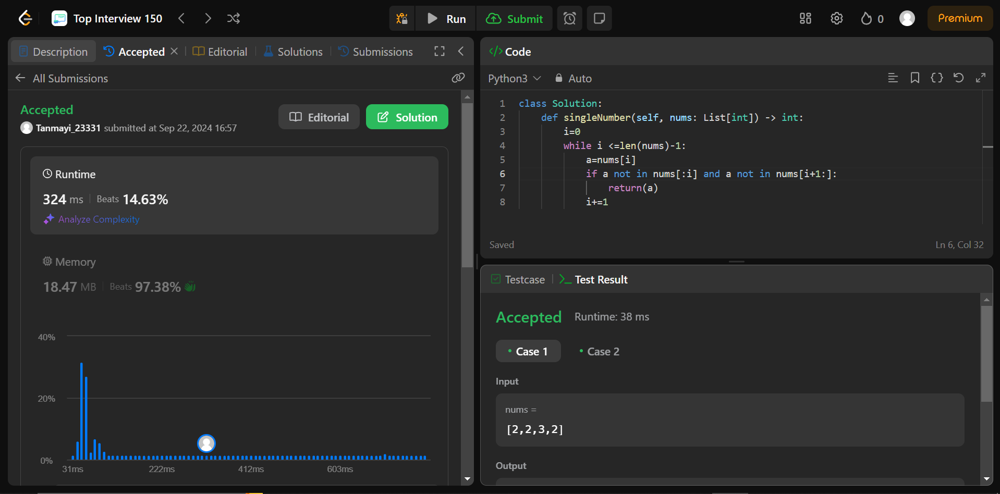 Top Interview 150
Run
Submit
0
Premium
Description
Accepted
Editorial
Solutions
Submissions
All Submissions
Accepted
Tanmayi_23331 submitted at Sep 22, 2024 16:57
Editorial
Solution
Runtime
324 ms
Beats 14.63%
Analyze Complexity
Memory
18.47 MB
Beats 97.38%
40%
20%
0%
31ms
222ms
412ms
603ms
</> Code
Python3
Auto
1 class Solution:
2     def singleNumber(self, nums: List[int]) -> int:
3         i=0
4         while i <=len(nums)-1:
5             a=nums[i]
6             if a not in nums[:i] and a not in nums[i+1:]:
7                 return(a)
8             i+=1
Saved
Ln 6, Col 32
Testcase
Test Result
Accepted
Runtime: 38 ms
• Case 1
• Case 2
Input
nums =
[2,2,3,2]
Output